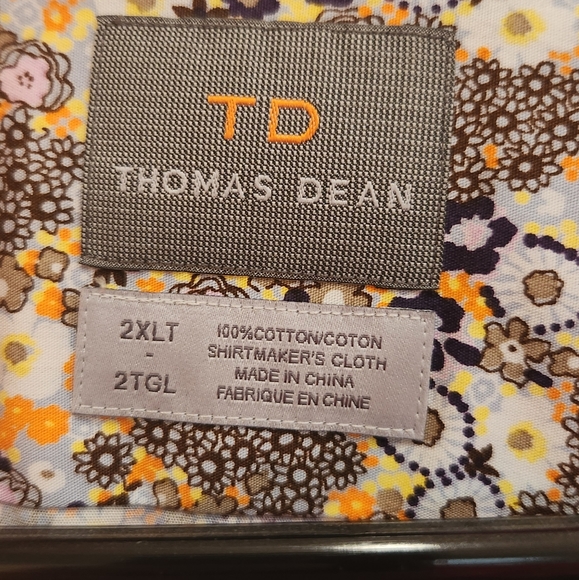 TD
THOMAS DEAN
2XLT
-
2TGL
100%COTTON/COTON
SHIRTMAKER'S CLOTH
MADE IN CHINA
FABRIQUE EN CHINE